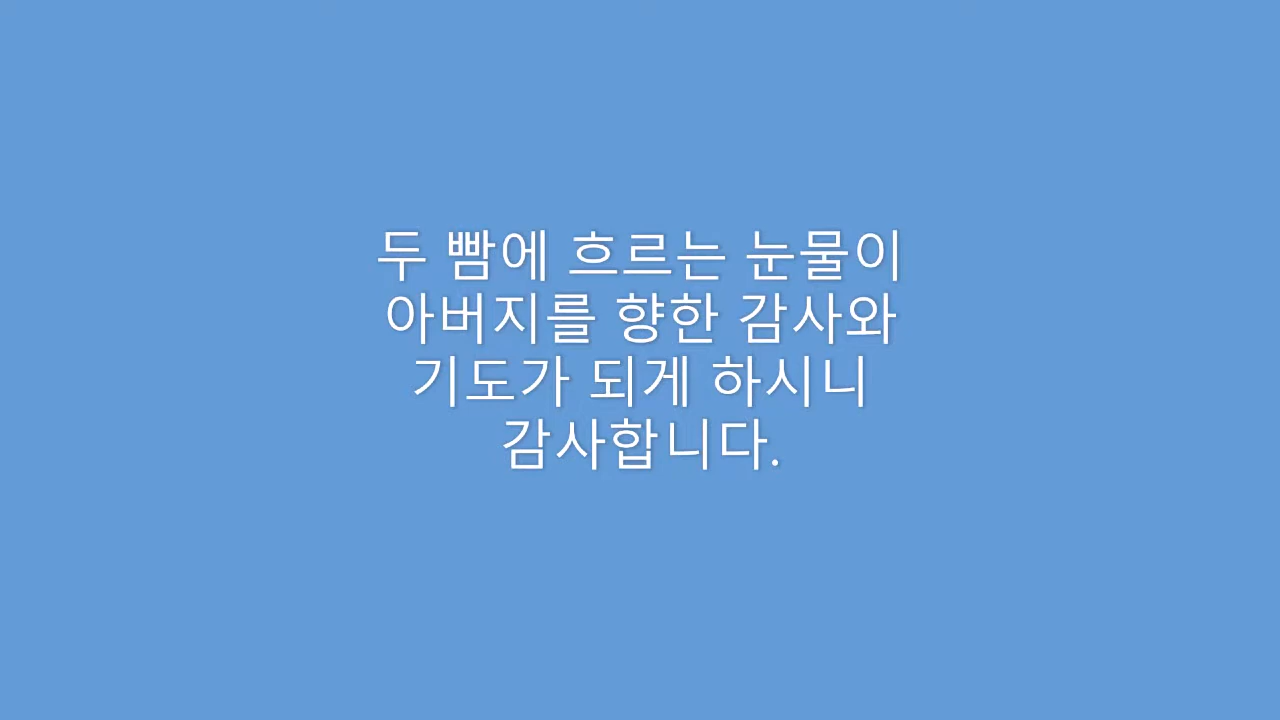 두 뺨에 흐르는 눈물이
아버지를 향한 감사와
기도가 되게 하시니
감사합니다.